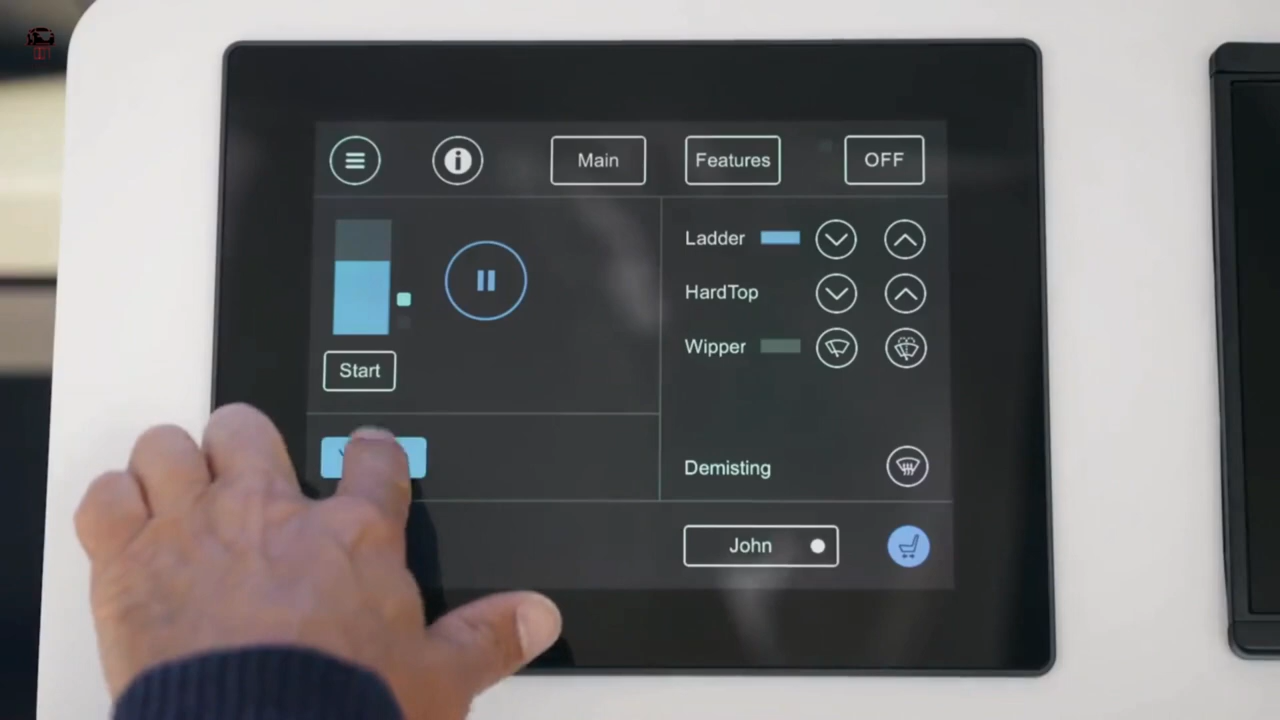 Main Features OFF
Ladder
HardTop
Wipper
Start
Demisting
John